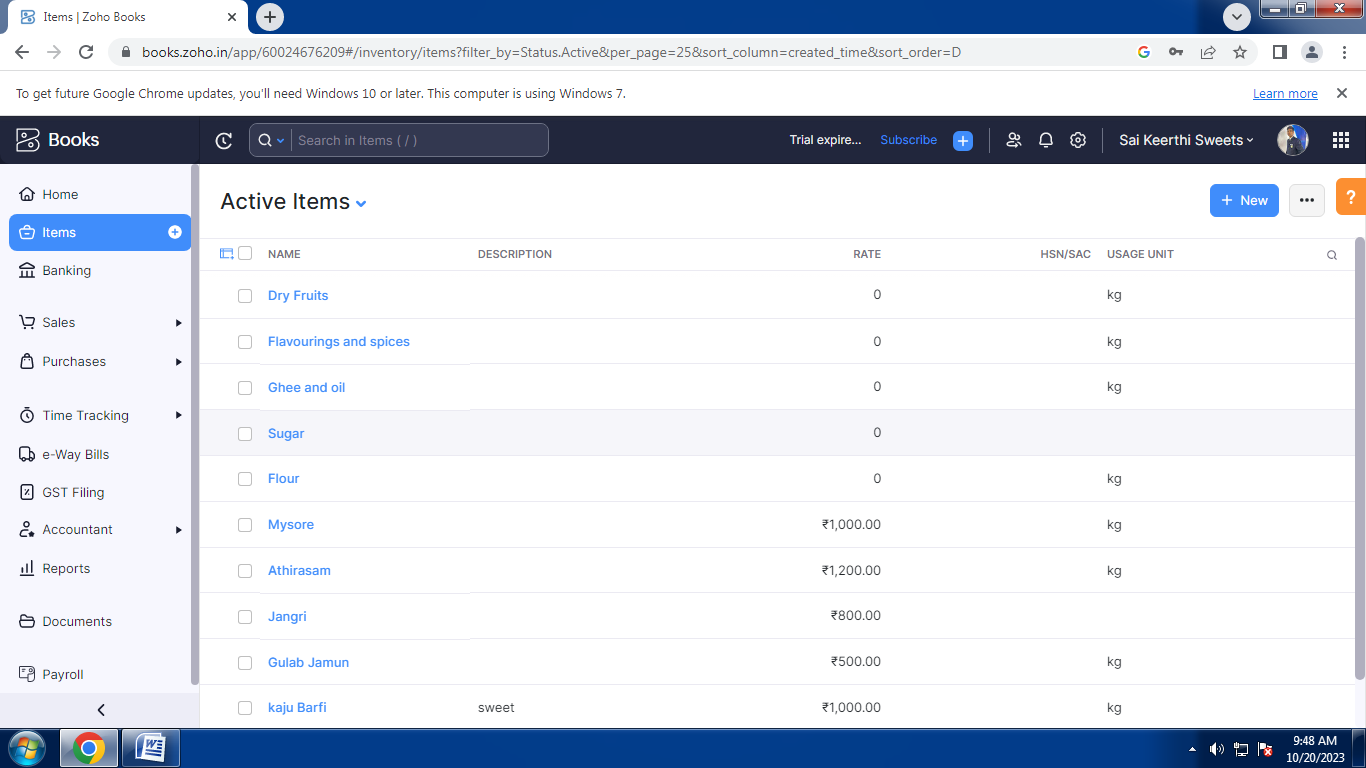 Items | Zoho Books
books.zoho.in/app/60024676209#/inventory/items?filter_by=Status.Active&per_page=25&sort_column=created_time&sort_order=D
To get future Google Chrome updates, you'll need Windows 10 or later. This computer is using Windows 7. Learn more
Books Search in Items ( / ) Trial expire... Subscribe Sai Keerthi Sweets
Home
Items
Banking
Sales
Purchases
Time Tracking
e-Way Bills
GST Filing
Accountant
Reports
Documents
Payroll
Active Items + New ••• ?
NAME DESCRIPTION RATE HSN/SAC USAGE UNIT
Dry Fruits 0 kg
Flavourings and spices 0 kg
Ghee and oil 0 kg
Sugar 0
Flour 0 kg
Mysore ₹1,000.00 kg
Athirasam ₹1,200.00 kg
Jangri ₹800.00
Gulab Jamun ₹500.00 kg
kaju Barfi sweet ₹1,000.00 kg
9:48 AM
10/20/2023